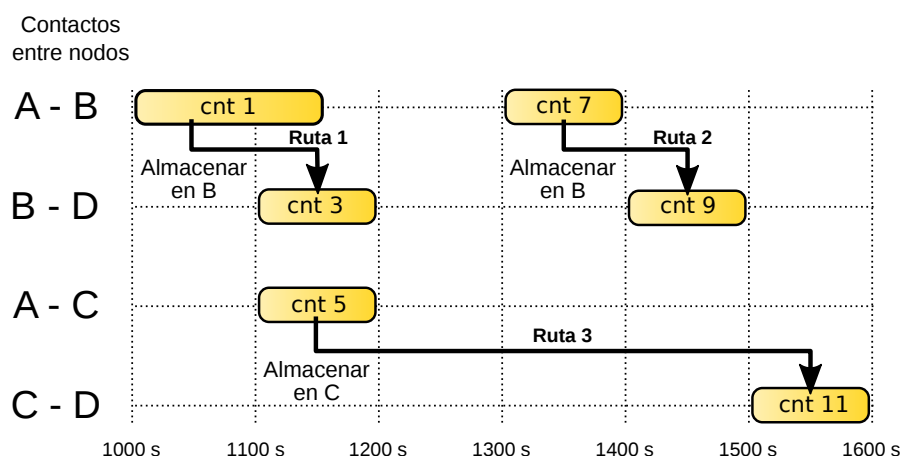 Contactos
entre nodos
A - B
cnt 1
cnt 7
Ruta 1
Ruta 2
Almacenar
en B
Almacenar
en B
B - D
cnt 3
cnt 9
A - C
cnt 5
Ruta 3
Almacenar
en C
C - D
cnt 11
1000 s
1100 s
1200 s
1300 s
1400 s
1500 s
1600 s